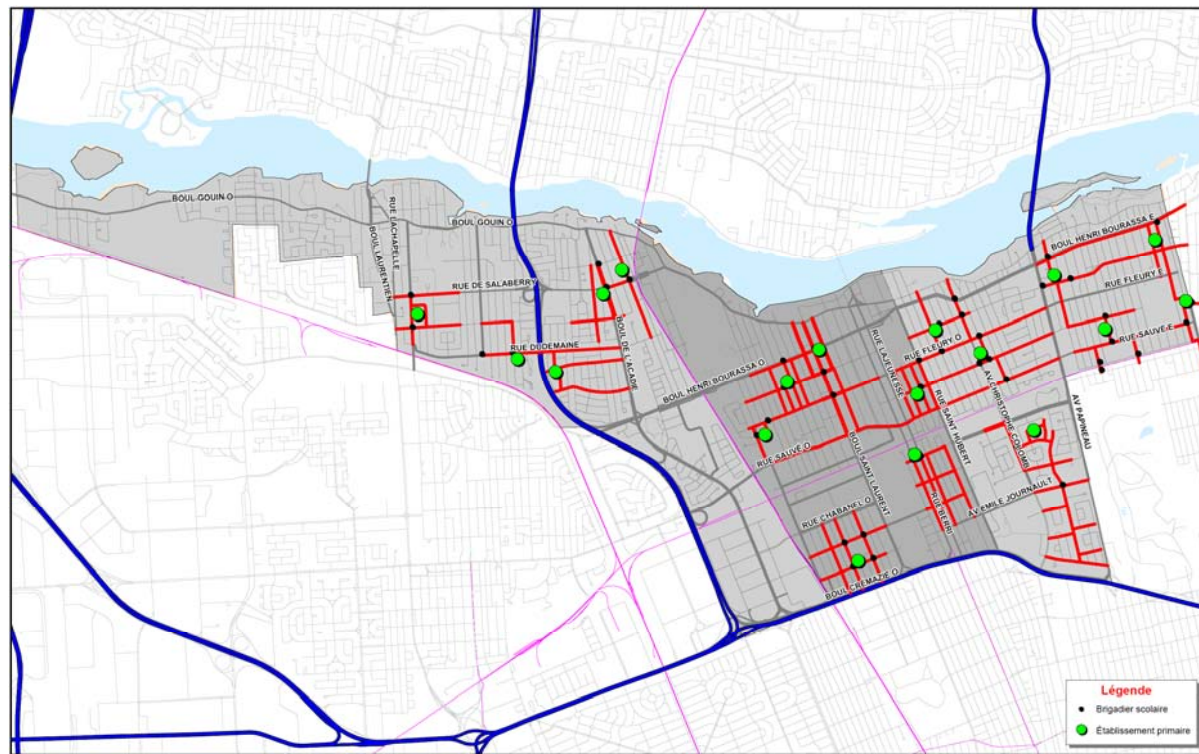 BOUL GOUIN O
RUE LACHAPELLE
BOUL LAURENTIEN
BOUL GOUIN O
RUE DE SALABERRY
RUE DUDEMAINE
BOUL DE L'ACADIE
BOUL HENRI BOURASSA E
RUE FLEURY E
RUE SAUVÉ E
BOUL HENRI BOURASSA O
RUE LAJEUNESSE
RUE FLEURY O
AV CHRISTOPHE COLOMB
AV PAPINEAU
RUE SAINT HUBERT
RUE SAUVÉ O
BOUL SAINT LAURENT
RUE CHABANEL O
RUE BERRI
AV EMILE JOURNAULT
BOUL CRÉMAZIE O
Légende
Brigadier scolaire
Établissement primaire